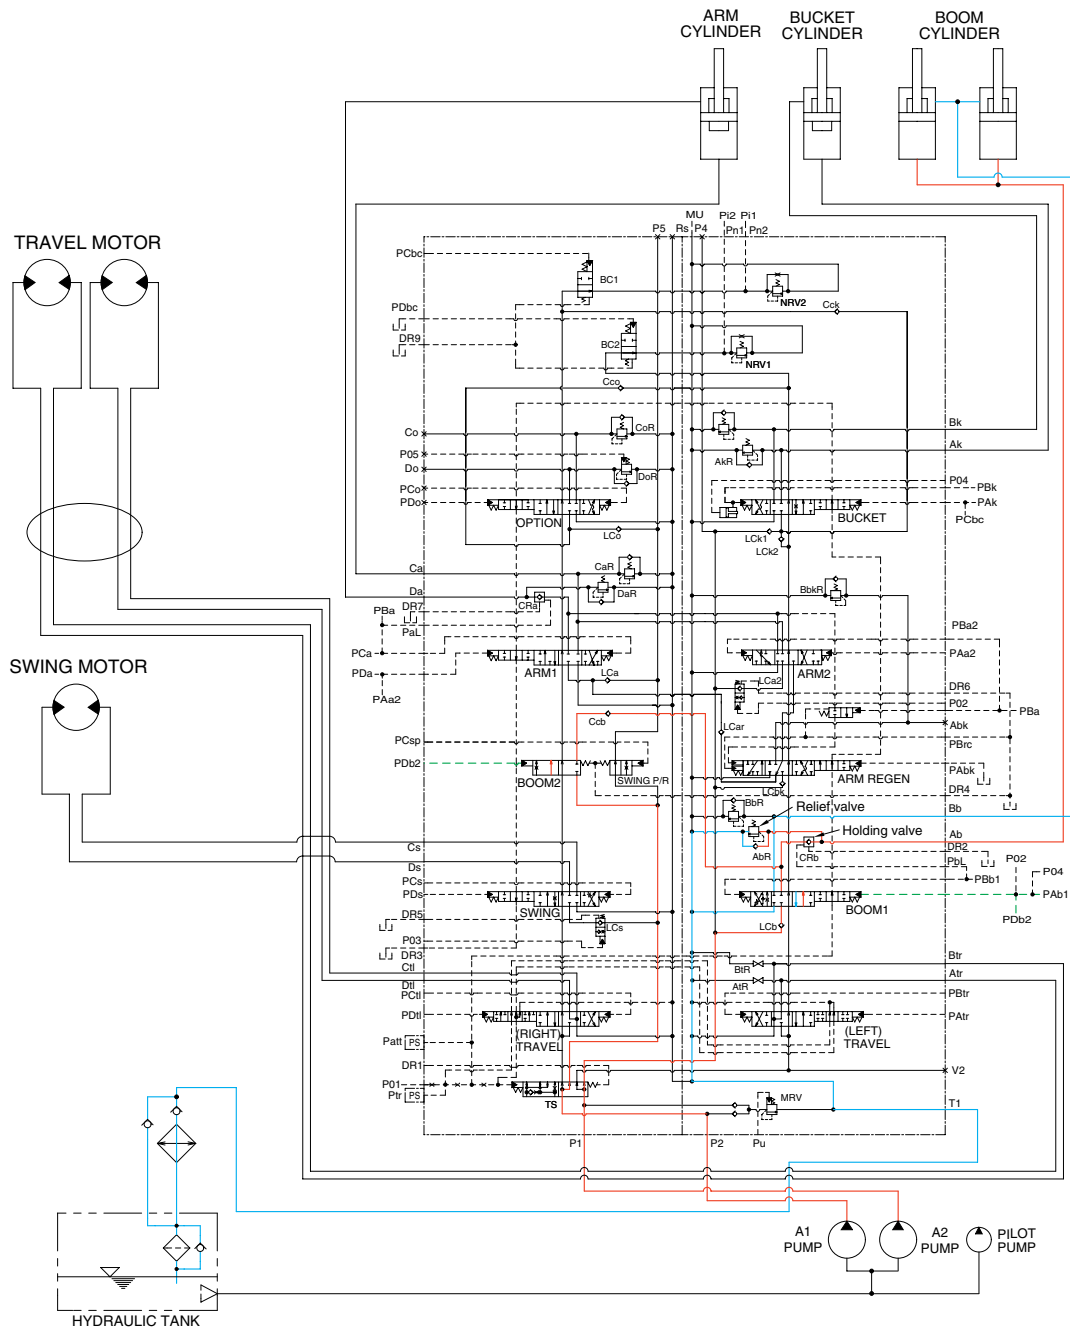 ARM
CYLINDER
BUCKET
CYLINDER
BOOM
CYLINDER
TRAVEL MOTOR
SWING MOTOR
MU
Pi2
Pi1
P5
Rs
P4
Pn1
Pn2
PCbc
BC1
NRV2
Cck
PDbc
DR9
BC2
NRV1
Cco
Co
CoR
Bk
Ak
P05
Do
DoR
AkR
PCo
PDo
P04
PBk
PAk
PCbc
OPTION
BUCKET
LCo
LCk1
LCk2
Ca
CaR
Da
DaR
BbkR
DR7
CRa
PBa
PaL
PBa2
PCa
PDa
PAa2
PAa2
ARM1
ARM2
LCa
LCa2
DR6
P02
PBa
Ccb
LCar
Abk
PCsp
PBrc
PDb2
PAbk
BOOM2
SWING P/R
ARM REGEN
LCbk
DR4
BbR
Relief valve
Bb
Holding valve
Ab
AbR
CRb
DR2
PbL
P02
P04
Cs
Ds
PCs
PDs
PBb1
PAb1
PDb2
SWING
BOOM1
DR5
LCs
LCb
P03
DR3
Ctl
BtR
Btr
Dtl
AtR
Atr
PCtl
PBtr
PDtl
PAtr
(RIGHT)
TRAVEL
(LEFT)
TRAVEL
Patt
PS
DR1
P01
Ptr
PS
TS
V2
MRV
T1
P1
P2
Pu
A1
PUMP
A2
PUMP
PILOT
PUMP
HYDRAULIC TANK